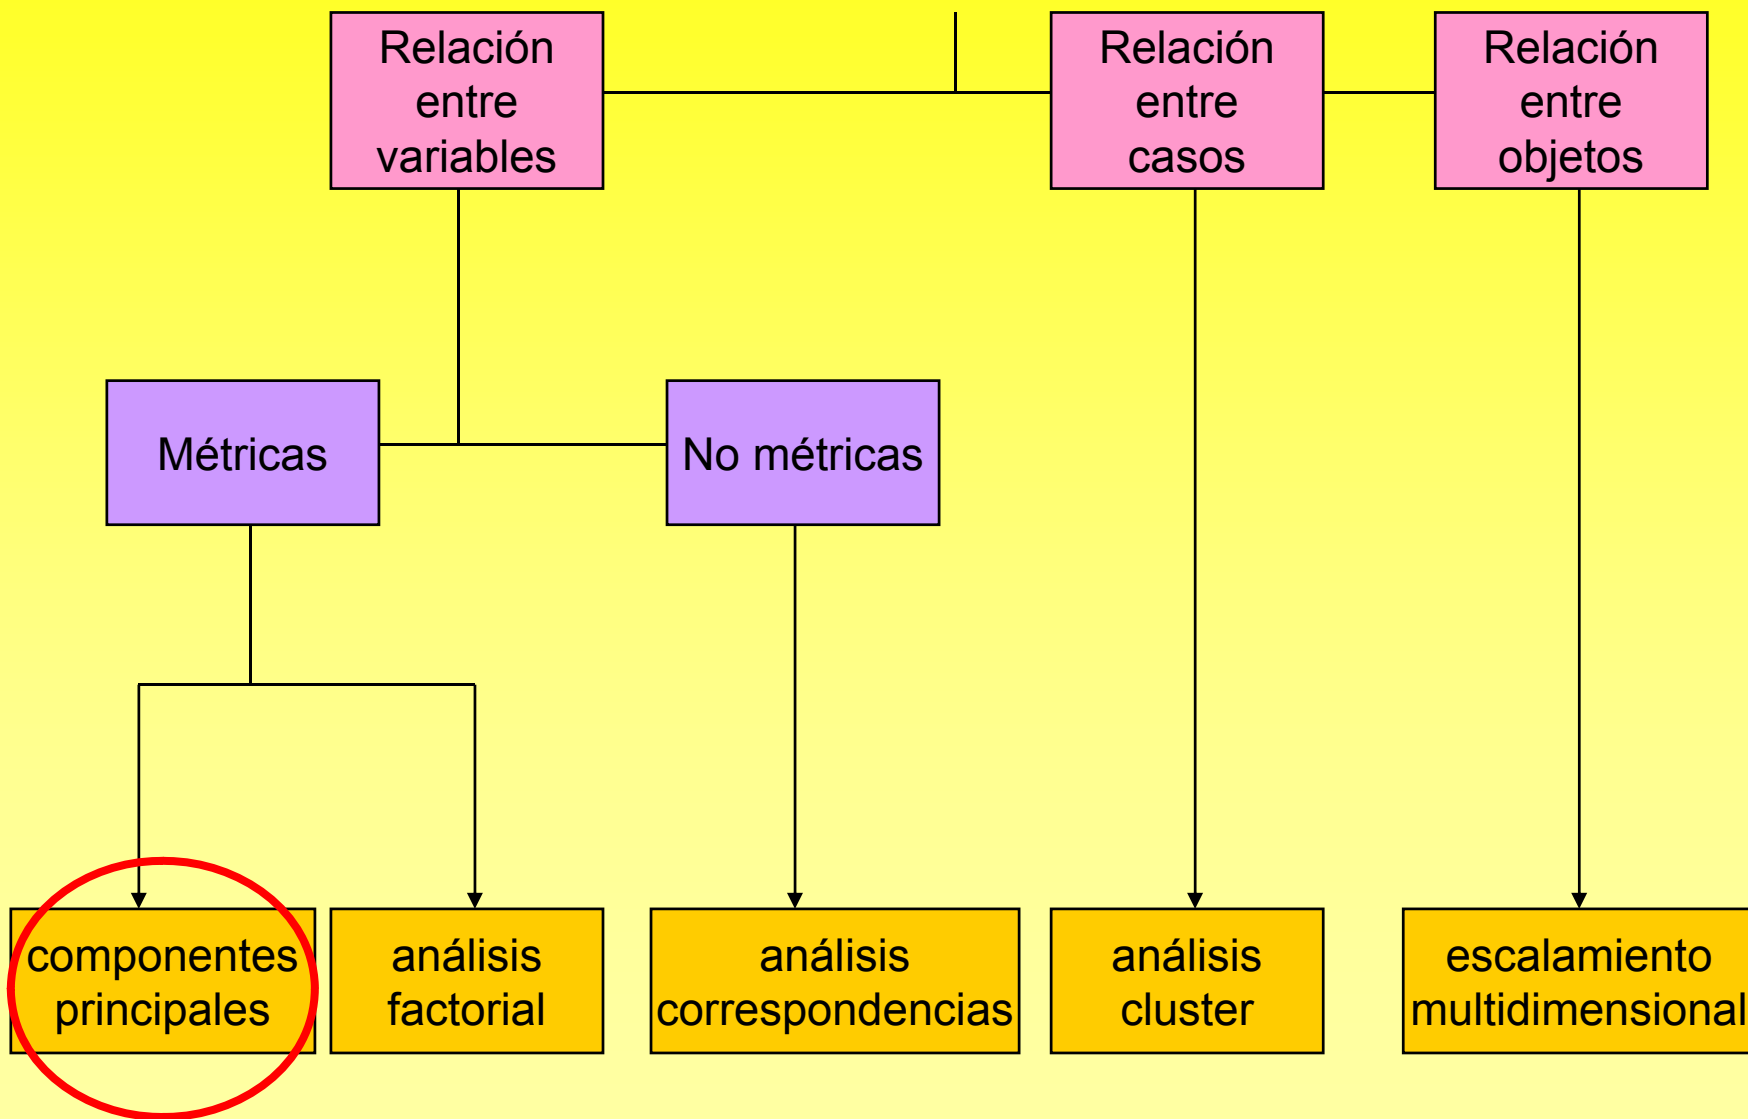 Relación
entre
variables
Relación
entre
casos
Relación
entre
objetos
Métricas
No métricas
componentes
principales
análisis
factorial
análisis
correspondencias
análisis
cluster
escalamiento
multidimensional